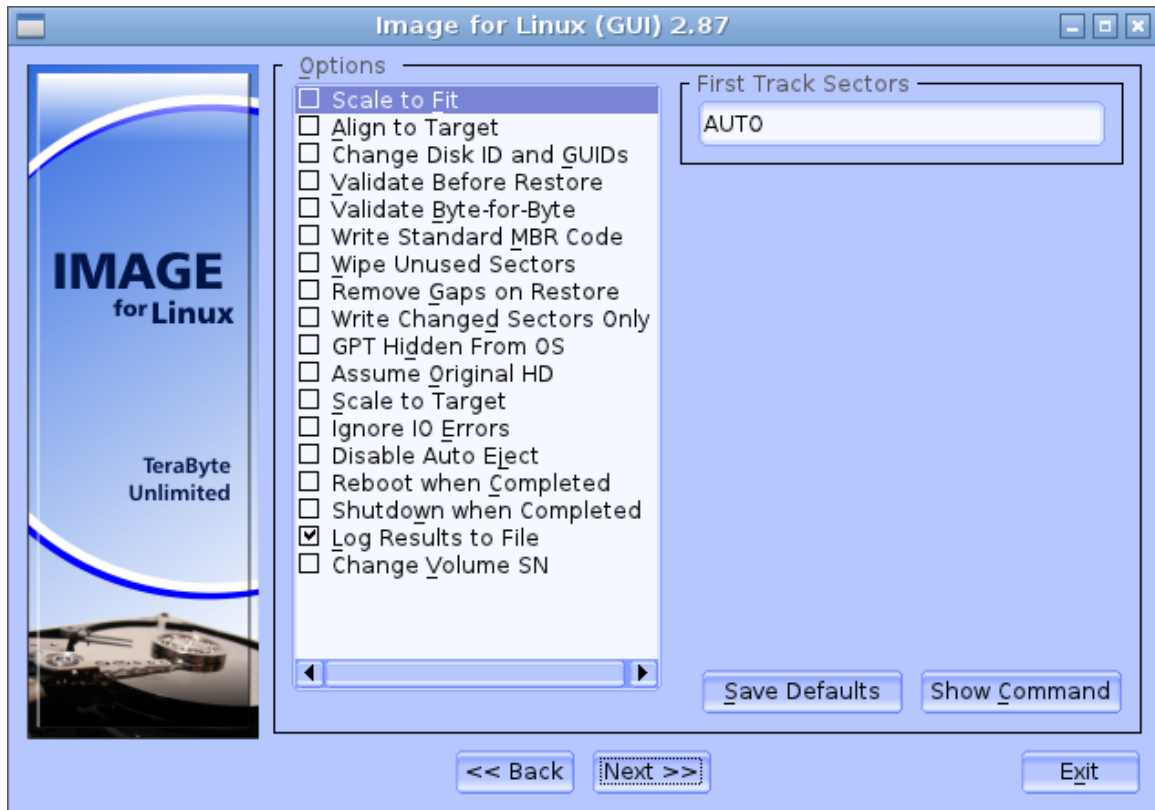 Image for Linux (GUI) 2.87
IMAGE
for Linux
TeraByte
Unlimited
Options
Scale to Fit
Align to Target
Change Disk ID and GUIDs
Validate Before Restore
Validate Byte-for-Byte
Write Standard MBR Code
Wipe Unused Sectors
Remove Gaps on Restore
Write Changed Sectors Only
GPT Hidden From OS
Assume Original HD
Scale to Target
Ignore IO Errors
Disable Auto Eject
Reboot when Completed
Shutdown when Completed
Log Results to File
Change Volume SN
First Track Sectors
AUTO
Save Defaults
Show Command
<< Back
Next >>
Exit